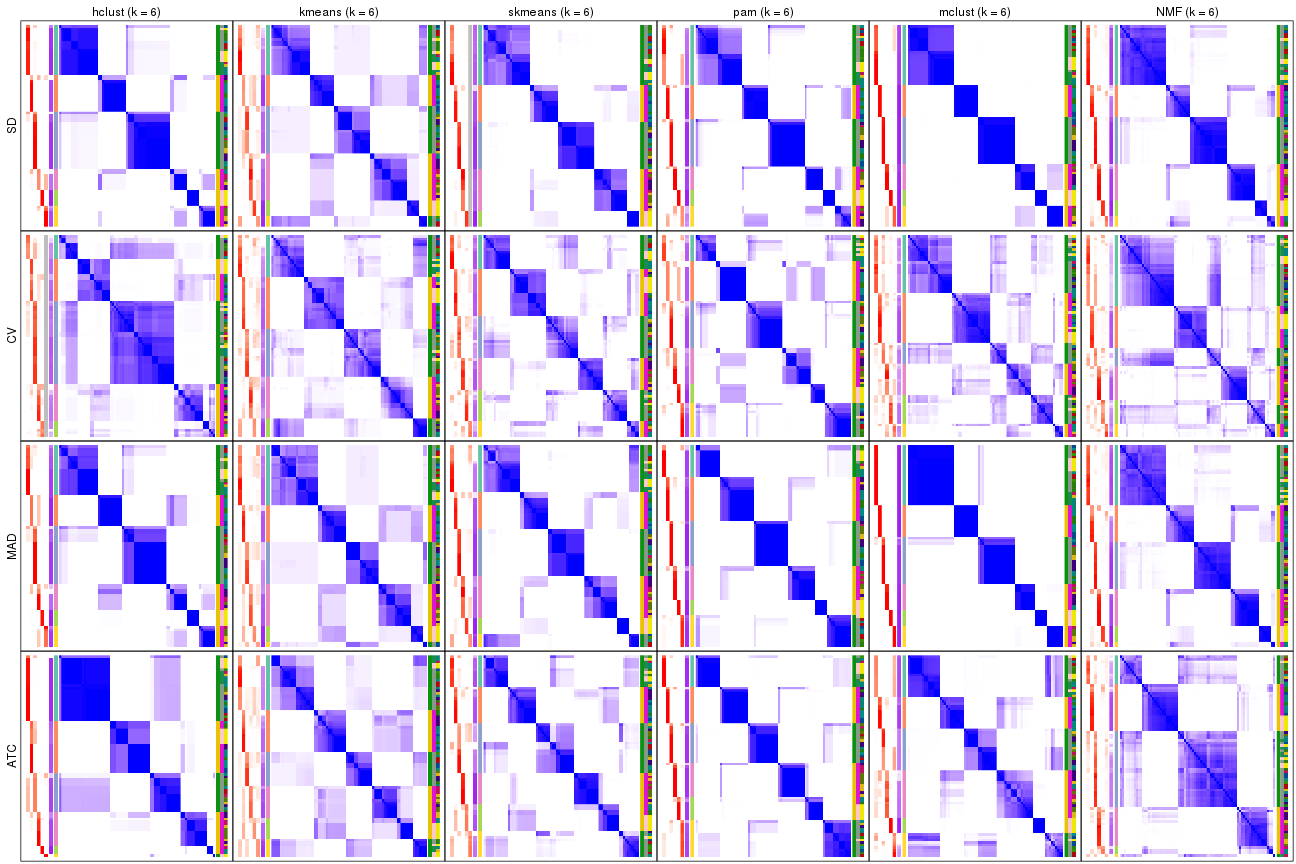 hclust (k = 6) kmeans (k = 6) skmeans (k = 6) pam (k = 6) mclust (k = 6) NMF (k = 6)
SD
CV
MAD
ATC